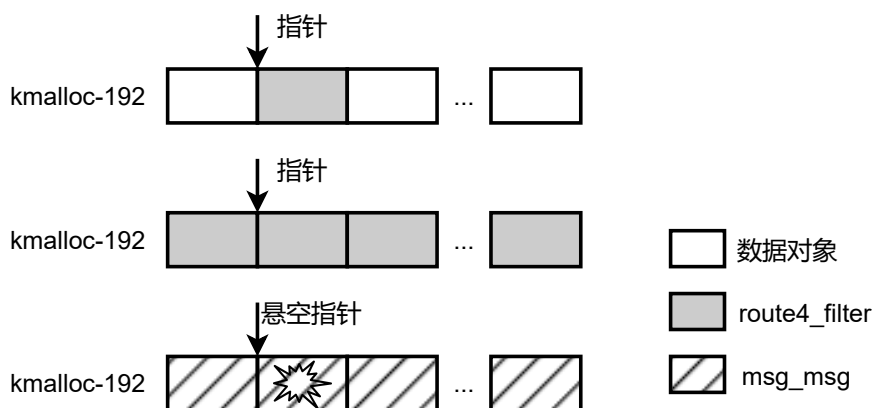 指针
kmalloc-192
...
指针
kmalloc-192
...
数据对象
route4_filter
悬空指针
kmalloc-192
...
msg_msg